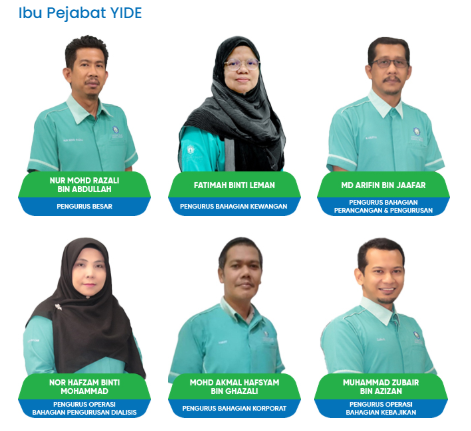 Ibu Pejabat YIDE
NUR MOHD RAZALI
BIN ABDULLAH
PENGURUS BESAR
FATIMAH BINTI LEMAN
PENGURUS BAHAGIAN KEWANGAN
MD ARIFIN BIN JAAFAR
PENGURUS BAHAGIAN
PERANCANGAN & PENGURUSAN
NOR HAFZAM BINTI
MOHAMMAD
PENGURUS OPERASI
BAHAGIAN PENGURUSAN DIALISIS
MOHD AKMAL HAFSYAM
BIN GHAZALI
PENGURUS BAHAGIAN KORPORAT
MUHAMMAD ZUBAIR
BIN AZIZAN
PENGURUS OPERASI
BAHAGIAN KEBAJIKAN